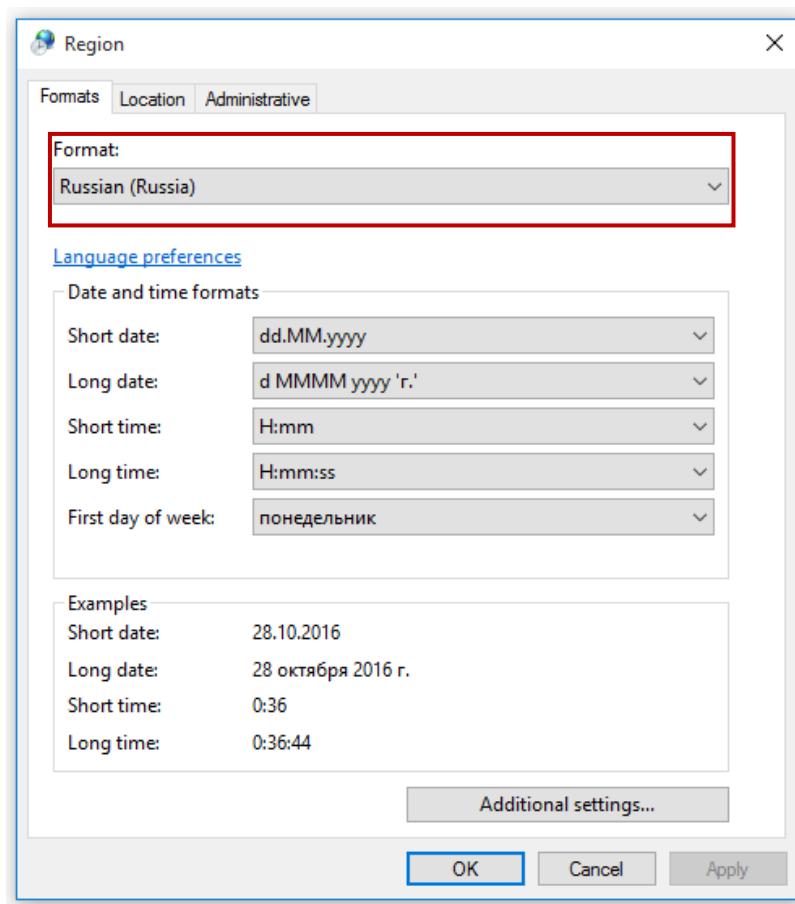 Region
Formats Location Administrative
Format:
Russian (Russia)
Language preferences
Date and time formats
Short date: dd.MM.yyyy
Long date: d MMMM yyyy 'г.'
Short time: H:mm
Long time: H:mm:ss
First day of week: понедельник
Examples
Short date: 28.10.2016
Long date: 28 октября 2016 г.
Short time: 0:36
Long time: 0:36:44
Additional settings...
OK Cancel Apply